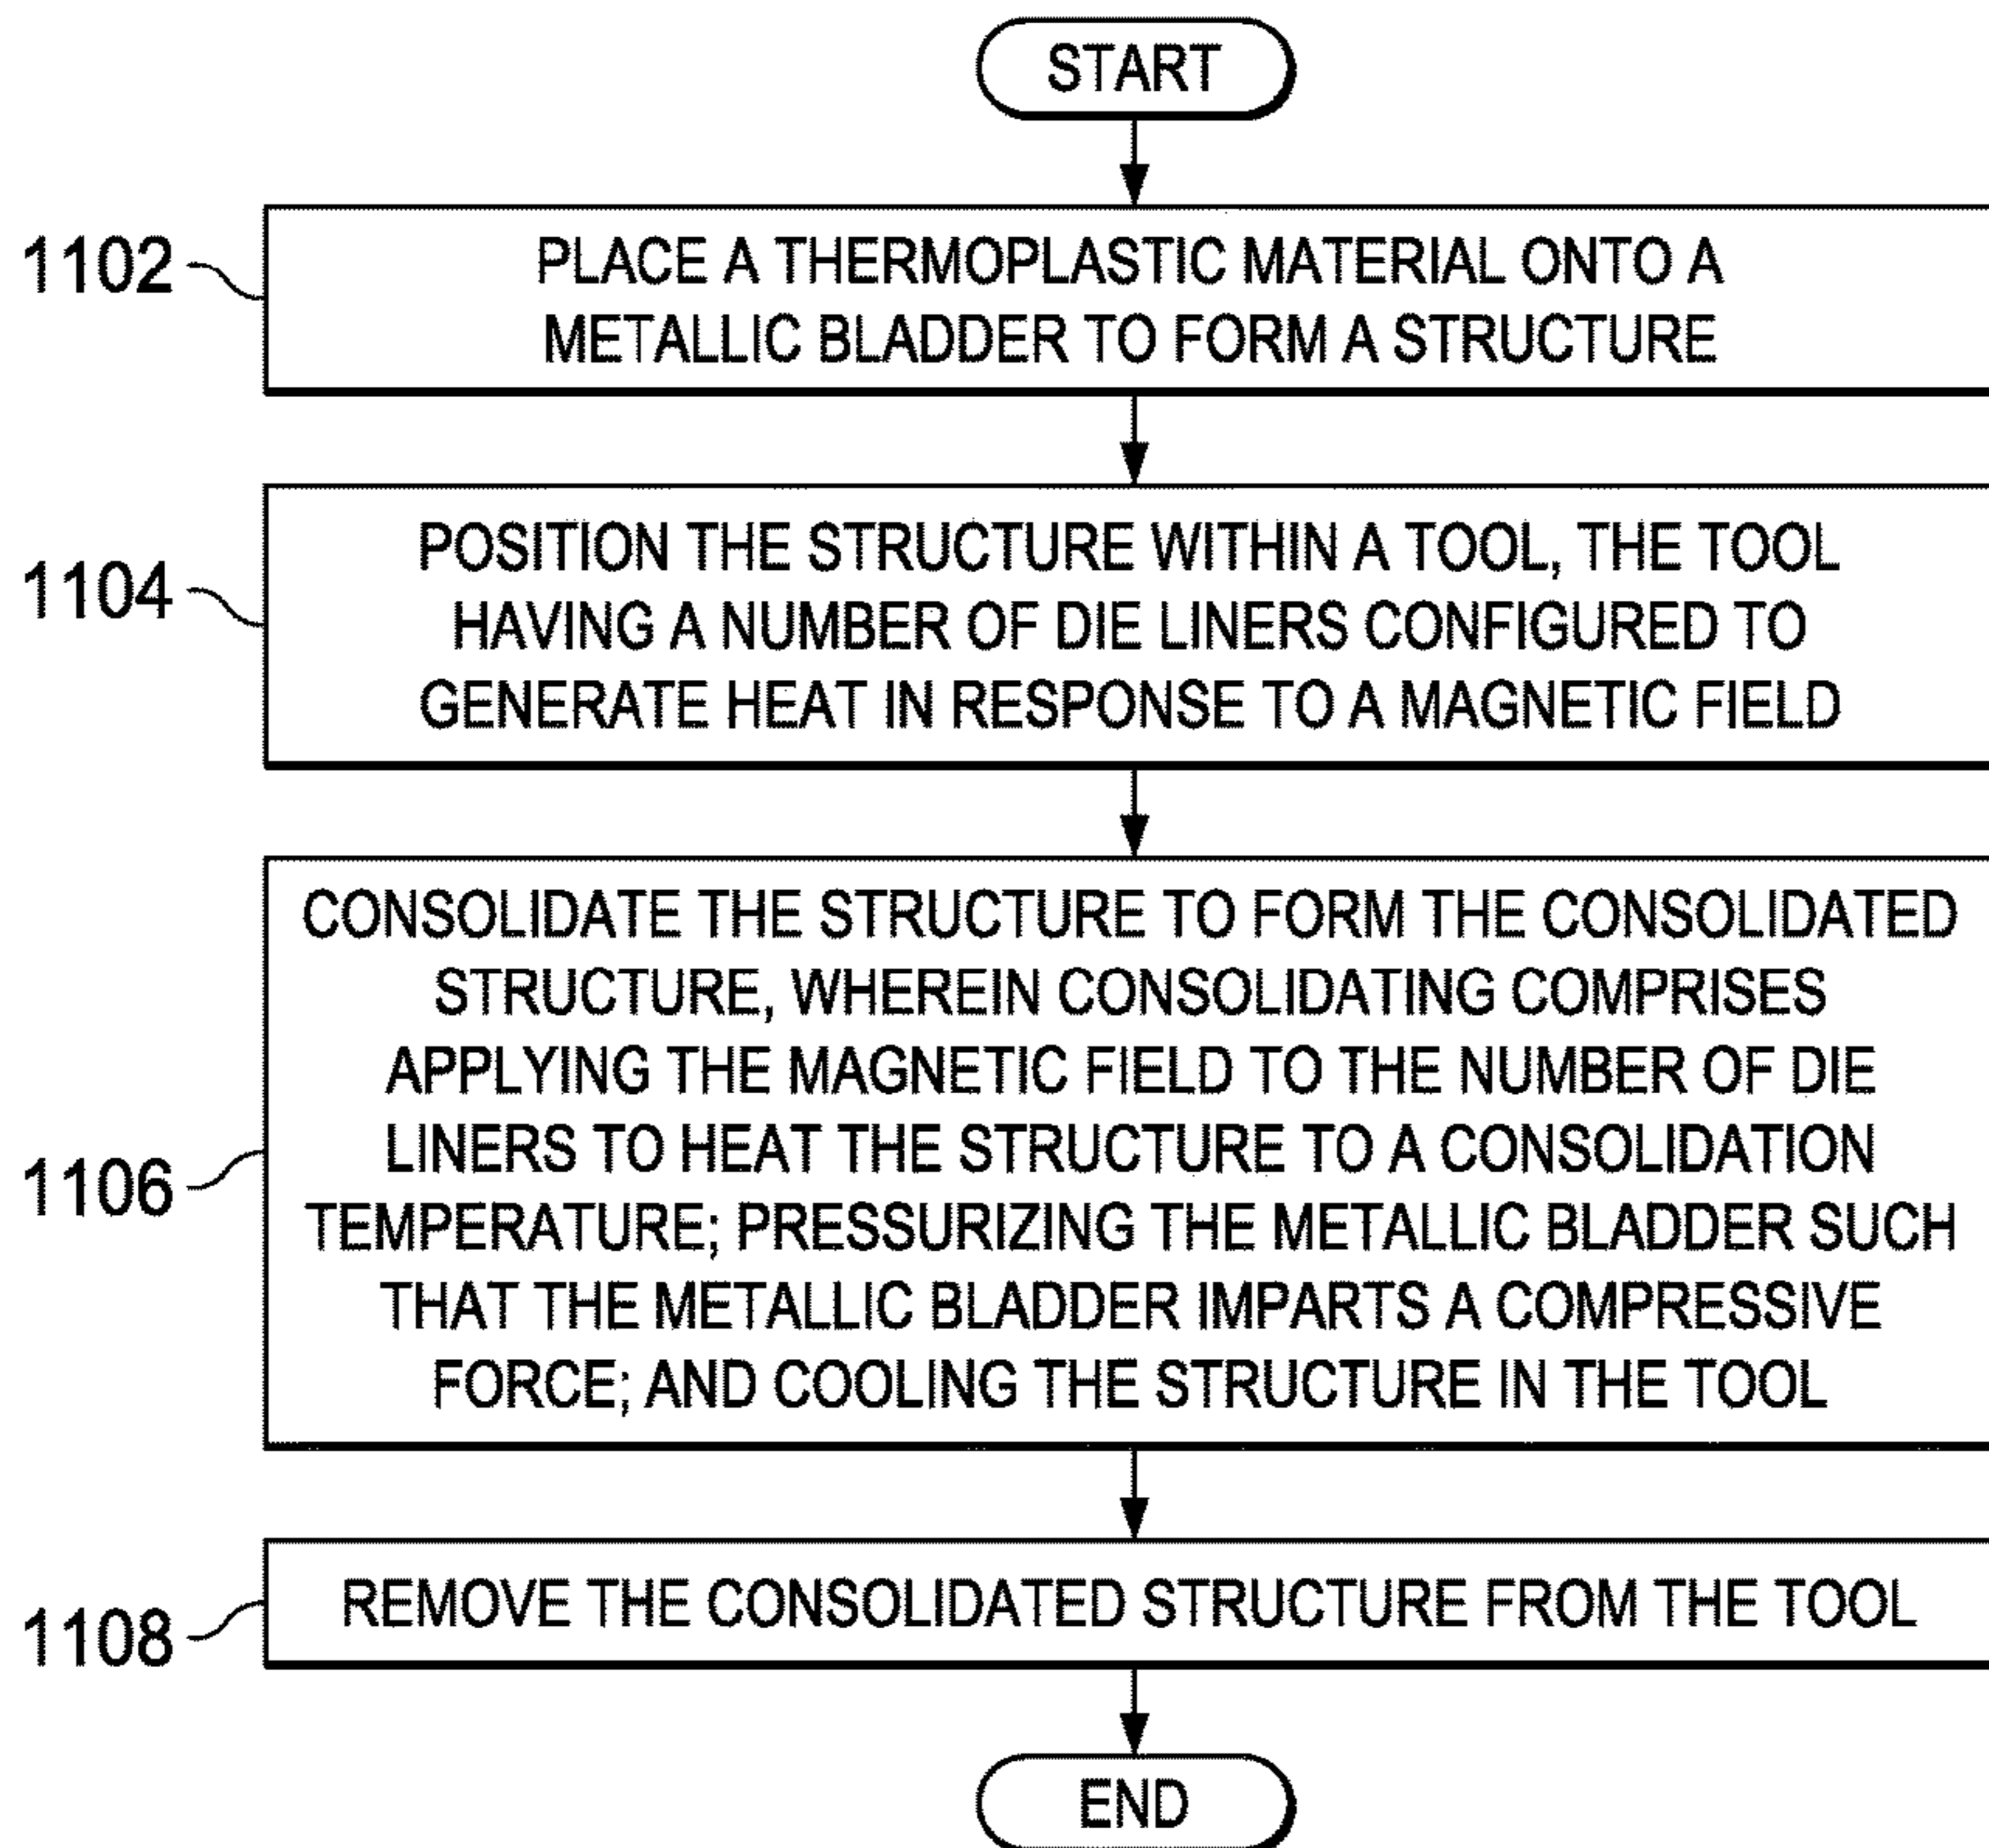 START
1102
PLACE A THERMOPLASTIC MATERIAL ONTO A
METALLIC BLADDER TO FORM A STRUCTURE
1104
POSITION THE STRUCTURE WITHIN A TOOL, THE TOOL
HAVING A NUMBER OF DIE LINERS CONFIGURED TO
GENERATE HEAT IN RESPONSE TO A MAGNETIC FIELD
1106
CONSOLIDATE THE STRUCTURE TO FORM THE CONSOLIDATED
STRUCTURE, WHEREIN CONSOLIDATING COMPRISES
APPLYING THE MAGNETIC FIELD TO THE NUMBER OF DIE
LINERS TO HEAT THE STRUCTURE TO A CONSOLIDATION
TEMPERATURE; PRESSURIZING THE METALLIC BLADDER SUCH
THAT THE METALLIC BLADDER IMPARTS A COMPRESSIVE
FORCE; AND COOLING THE STRUCTURE IN THE TOOL
1108
REMOVE THE CONSOLIDATED STRUCTURE FROM THE TOOL
END